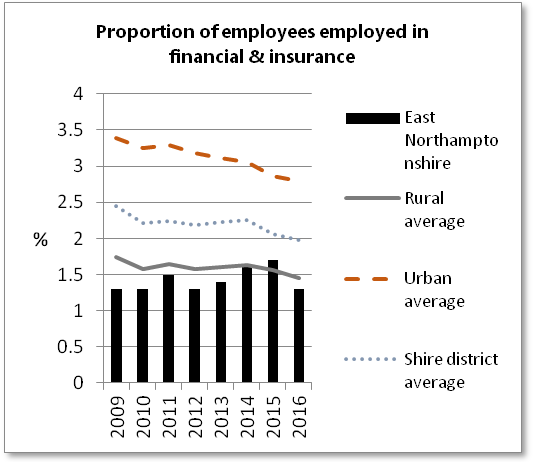 Proportion of employees employed in
financial & insurance
4
3.5
3
2.5
2
1.5
1
0.5
0
%
2009
2010
2011
2012
2013
2014
2015
2016
East
Northampto
nshire
Rural
average
Urban
average
Shire district
average